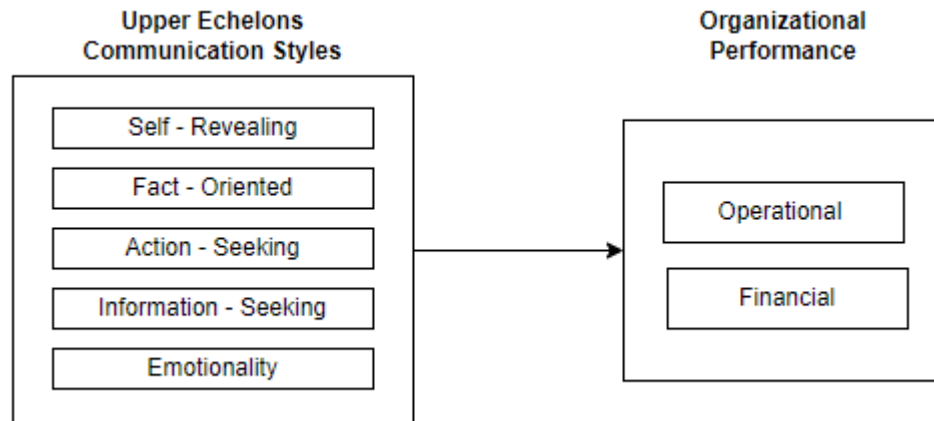 Upper Echelons
Communication Styles
Self - Revealing
Fact - Oriented
Action - Seeking
Information - Seeking
Emotionality
Organizational
Performance
Operational
Financial